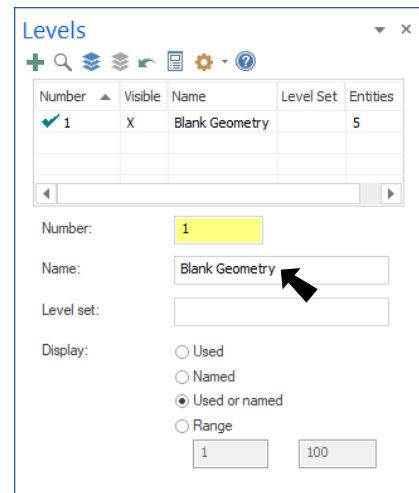 Levels
Number Visible Name Level Set Entities
1 X Blank Geometry 5
Number: 1
Name: Blank Geometry
Level set:
Display: Used
Named
Used or named
Range
1 100